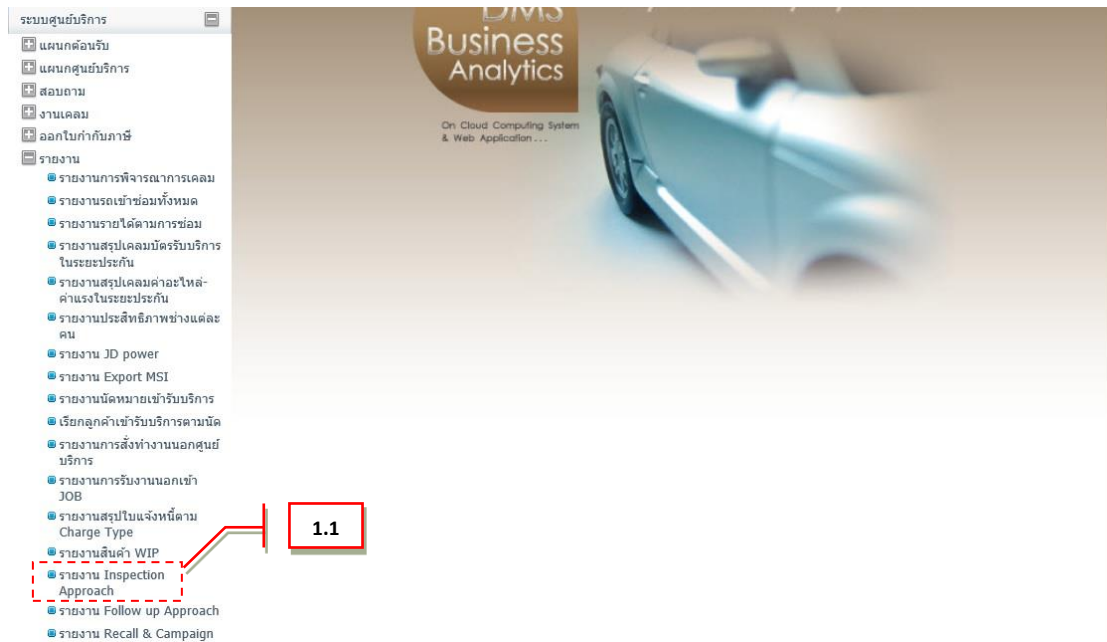 ระบบศูนย์บริการ
แผนกต้อนรับ
แผนกศูนย์บริการ
สอบถาม
งานเคลม
ออกใบกำกับภาษี
รายงาน
รายงานการพิจารณาการเคลม
รายงานรถเข้าซ่อมทั้งหมด
รายงานรายได้ตามการซ่อม
รายงานสรุปเคลมบัตรรับบริการ
ในระยะประกัน
รายงานสรุปเคลมค่าอะไหล่-
ค่าแรงในระยะประกัน
รายงานประสิทธิภาพช่างแต่ละ
คน
รายงาน JD power
รายงาน Export MSI
รายงานนัดหมายเข้ารับบริการ
เรียกลูกค้าเข้ารับบริการตามนัด
รายงานการสั่งทำงานนอกศูนย์
บริการ
รายงานการรับงานนอกเข้า
JOB
รายงานสรุปใบแจ้งหนี้ตาม
Charge Type
รายงานสินค้า WIP
รายงาน Inspection
Approach
รายงาน Follow up Approach
รายงาน Recall & Campaign
DMS
Business
Analytics
On Cloud Computing System
& Web Application ...
1.1